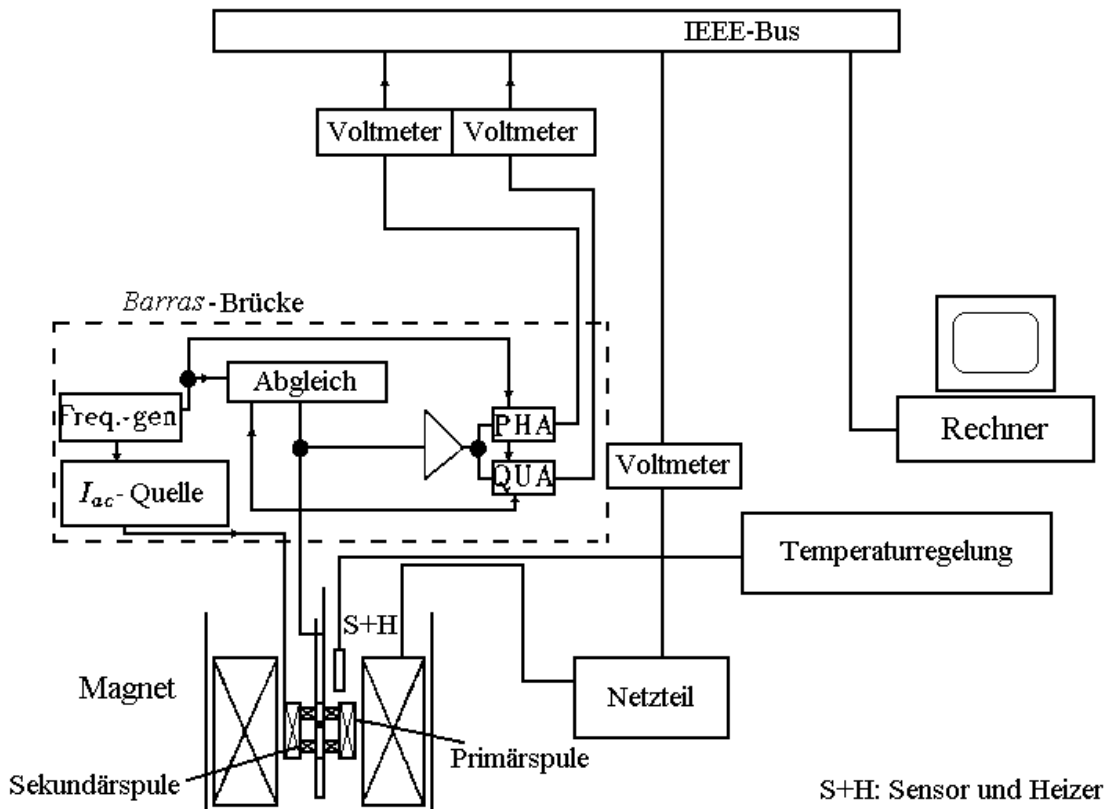 IEEE-Bus
Voltmeter
Voltmeter
Barras-Brücke
Abgleich
Freq.-gen
PHA
Rechner
QUA
Voltmeter
I_ac- Quelle
Temperaturregelung
S+H
Magnet
Netzteil
Primärspule
Sekundärspule
S+H: Sensor und Heizer